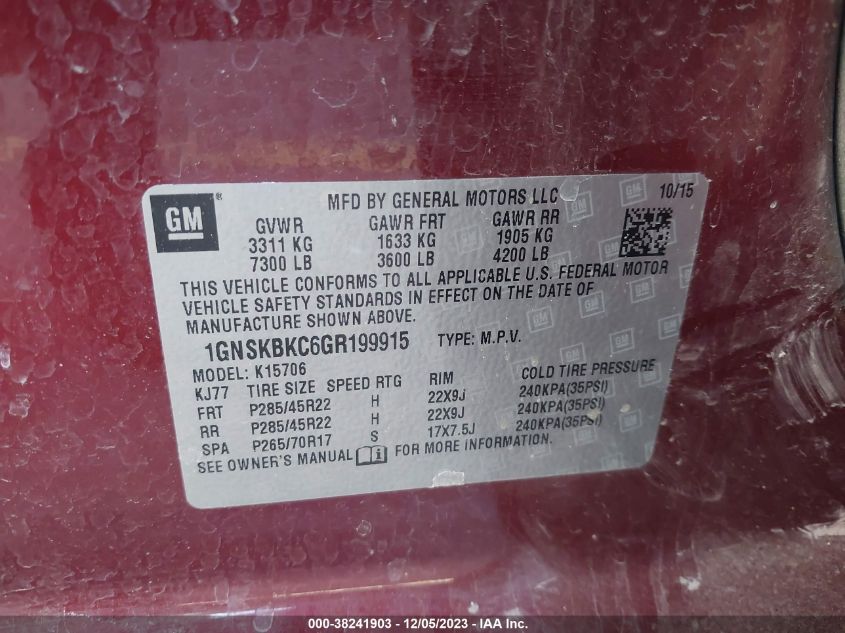 GM ® MFD BY GENERAL MOTORS LLC 10/15
GVWR GAWR FRT GAWR RR
3311 KG 1633 KG 1905 KG
7300 LB 3600 LB 4200 LB
THIS VEHICLE CONFORMS TO ALL APPLICABLE U.S. FEDERAL MOTOR
VEHICLE SAFETY STANDARDS IN EFFECT ON THE DATE OF
MANUFACTURE SHOWN ABOVE.
1GNSKBKC6GR199915 TYPE: M.P.V.
MODEL: K15706
KJ77 TIRE SIZE SPEED RTG RIM COLD TIRE PRESSURE
FRT P285/45R22 H 22X9J 240KPA(35PSI)
RR P285/45R22 H 22X9J 240KPA(35PSI)
SPA P265/70R17 S 17X7.5J 240KPA(35PSI)
SEE OWNER'S MANUAL FOR MORE INFORMATION.
000-38241903 - 12/05/2023 - IAA Inc.